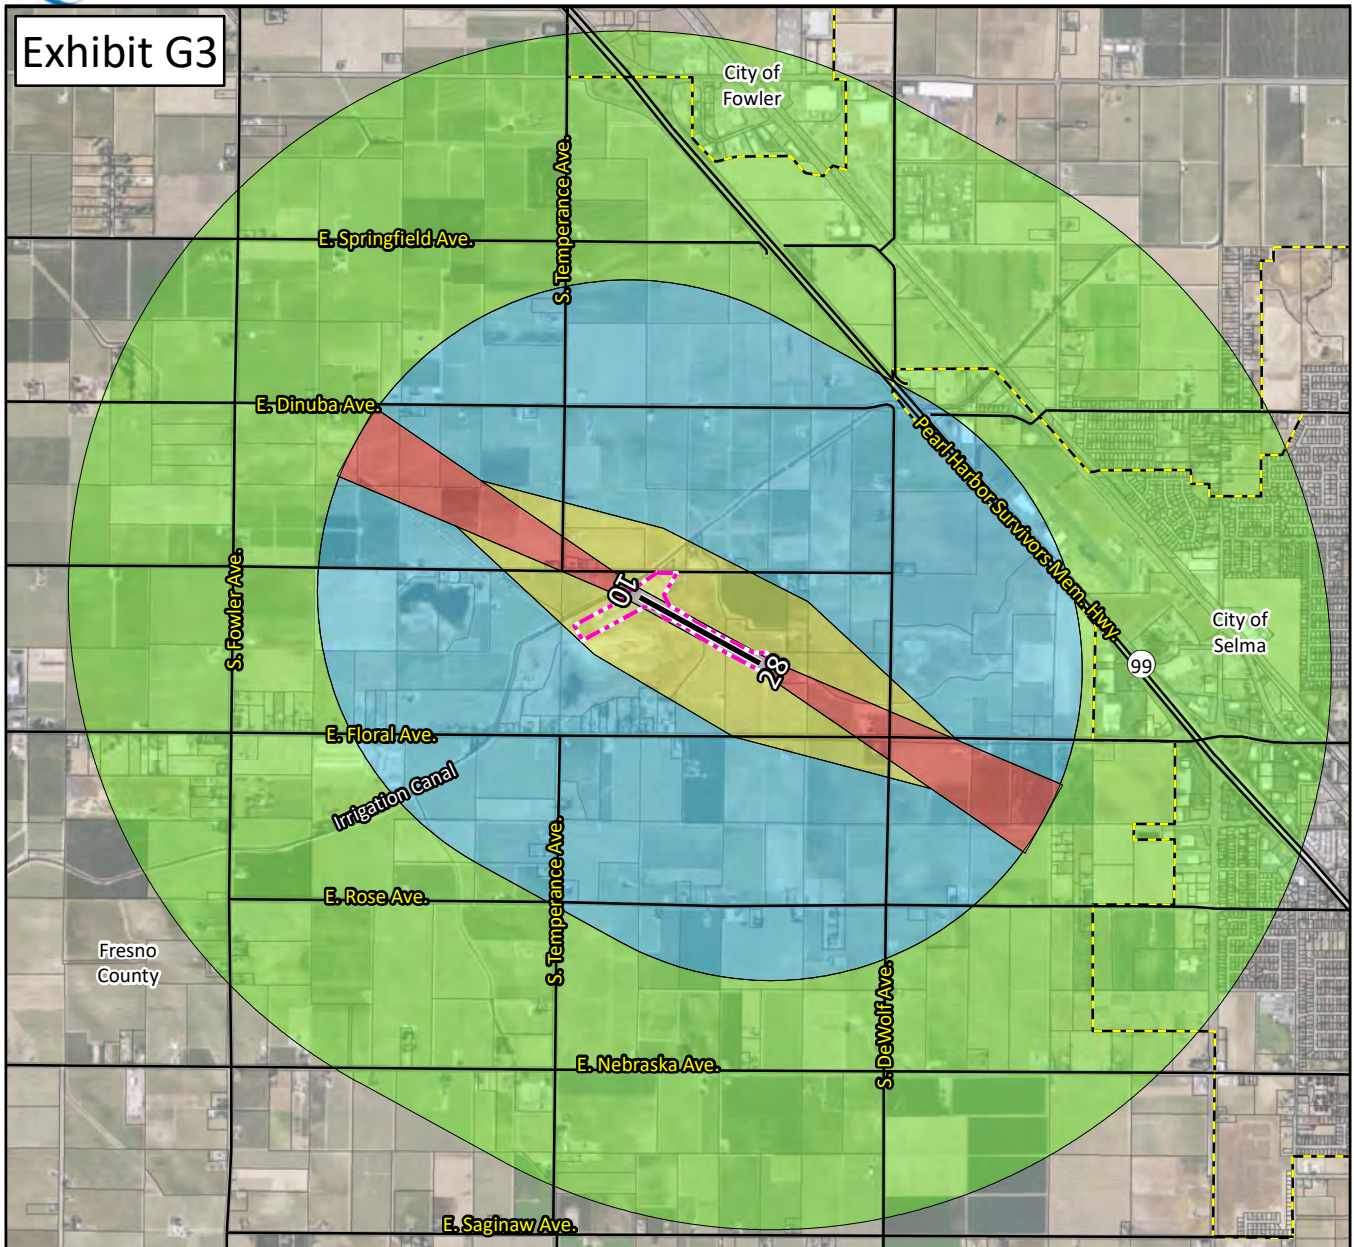 Exhibit G3
City of
Fowler
S. Temperance Ave.
E. Springfield Ave.
E. Dinuba Ave.
Pearl Harbor Survivors Mem. Hwy.
S. Fowler Ave.
10
28
City of
Selma
99
E. Floral Ave.
Irrigation Canal
S. Temperance Ave.
E. Rose Ave.
Fresno
County
S. DeWolf Ave.
E. Nebraska Ave.
E. Saginaw Ave.